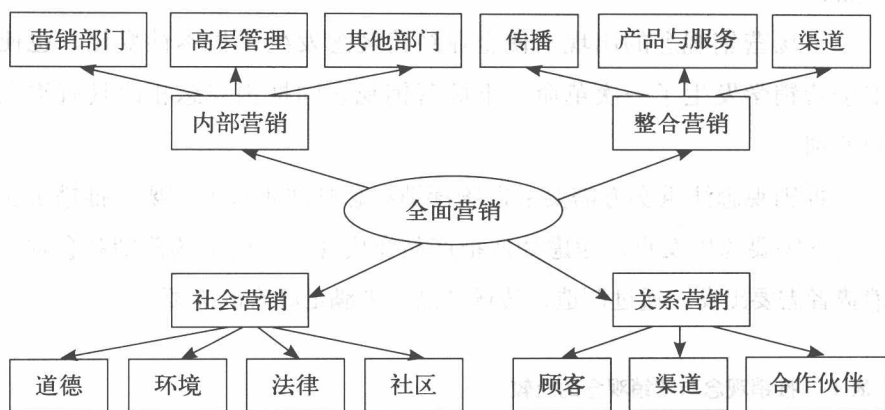 营销部门 高层管理 其他部门 传播 产品与服务 渠道
内部营销 整合营销
全面营销
社会营销 关系营销
道德 环境 法律 社区 顾客 渠道 合作伙伴